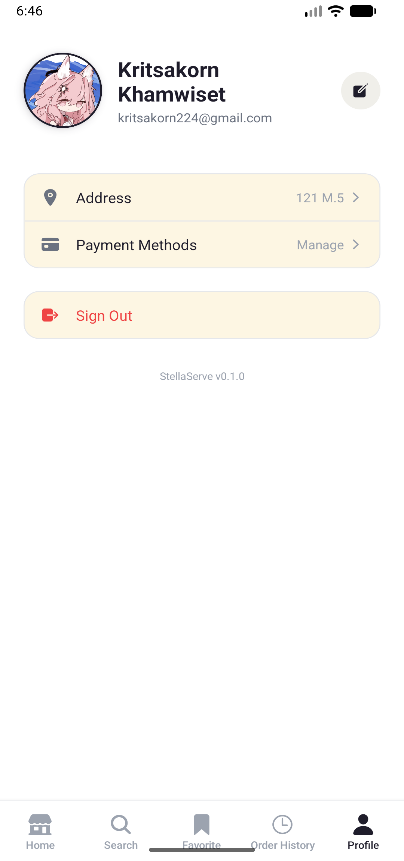 6:46
Kritsakorn
Khamwiset
kritsakorn224@gmail.com
Address 121 M.5
Payment Methods Manage
Sign Out
StellaServe v0.1.0
Home Search Favorite Order History Profile